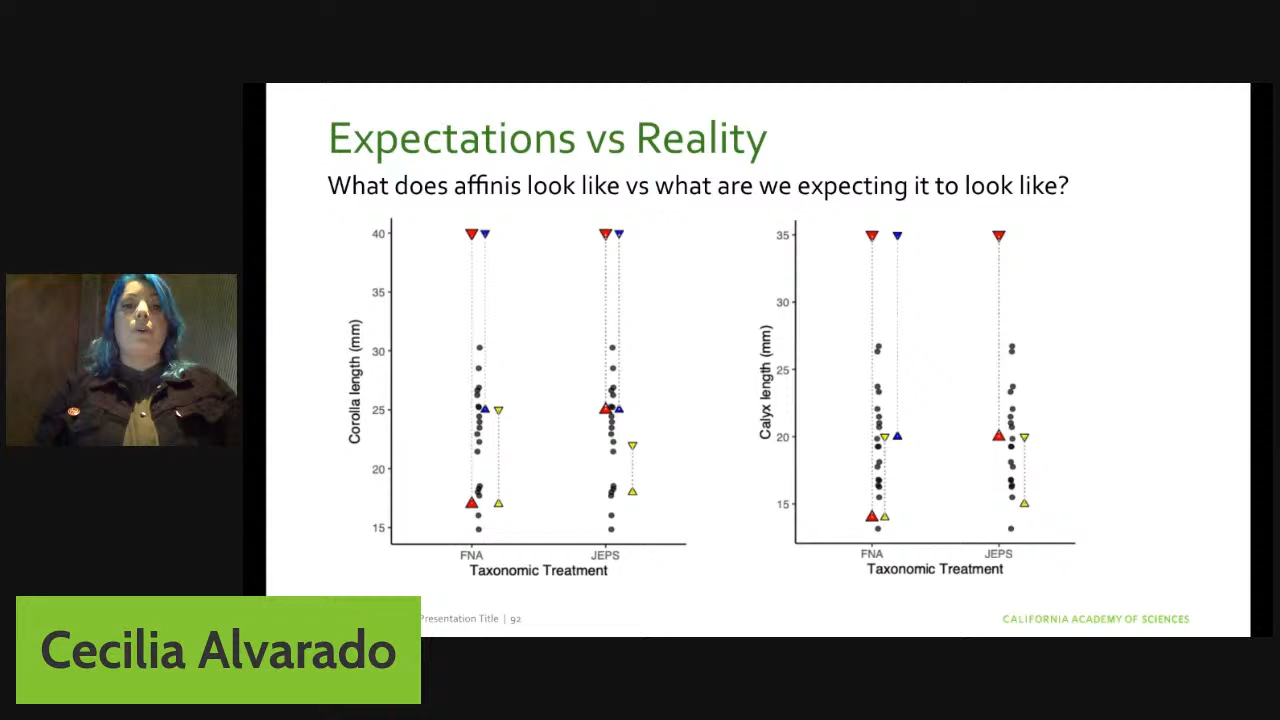 Expectations vs Reality
What does affinis look like vs what are we expecting it to look like?
Corolla length (mm)
40
35
30
25
20
15
FNA
JEPS
Taxonomic Treatment
Calyx length (mm)
35
30
25
20
15
FNA
JEPS
Taxonomic Treatment
Presentation Title | 92
CALIFORNIA ACADEMY OF SCIENCES
Cecilia Alvarado